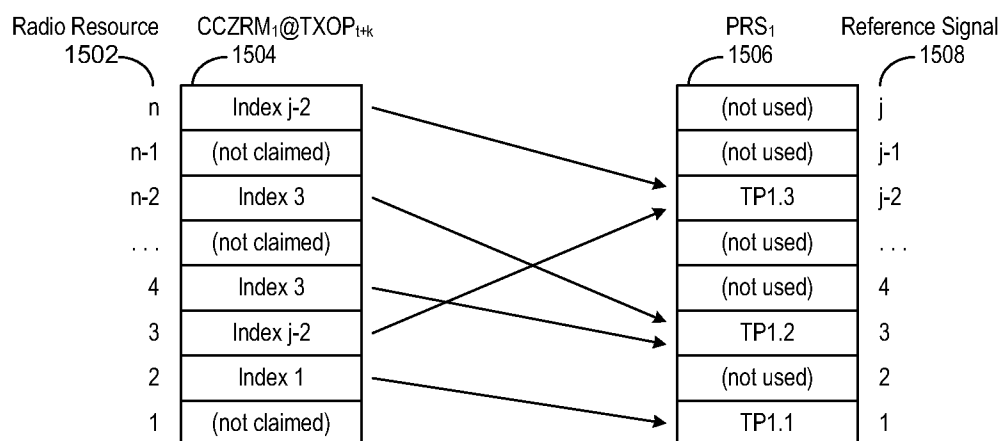 Radio Resource CCZRM₁@TXOPₜ₊ₖ PRS₁ Reference Signal
1502 1504 1506 1508
n Index j-2 (not used) j
n-1 (not claimed) (not used) j-1
n-2 Index 3 TP1.3 j-2
... (not claimed) (not used) ...
4 Index 3 (not used) 4
3 Index j-2 TP1.2 3
2 Index 1 (not used) 2
1 (not claimed) TP1.1 1